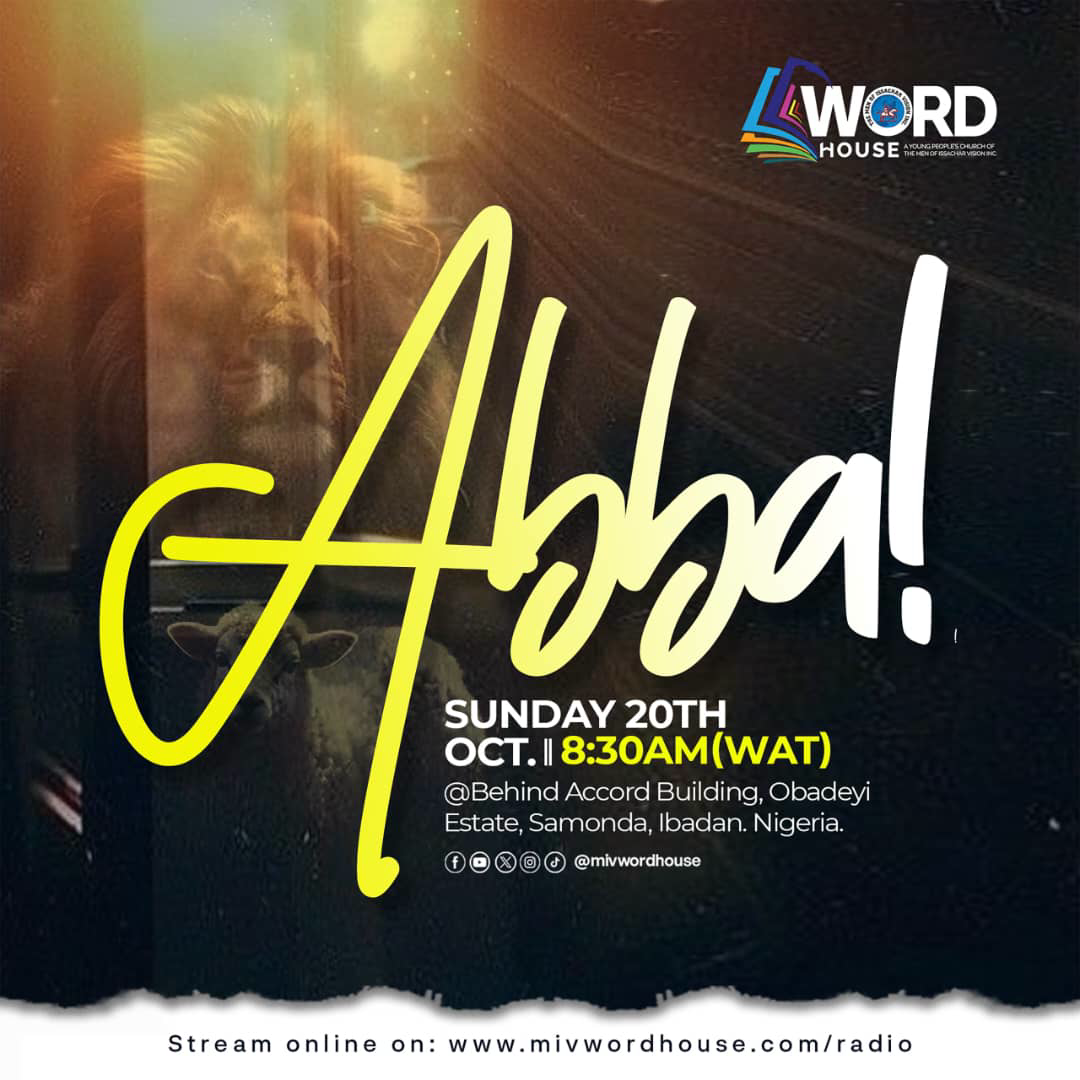 WORD
HOUSE
A YOUNG PEOPLE'S CHURCH OF
THE MEN OF ISSACHAR VISION INC
Abba!
SUNDAY 20TH
OCT. || 8:30AM(WAT)
@Behind Accord Building, Obadeyi
Estate, Samonda, Ibadan. Nigeria.
@mivwordhouse
Stream online on: www.mivwordhouse.com/radio